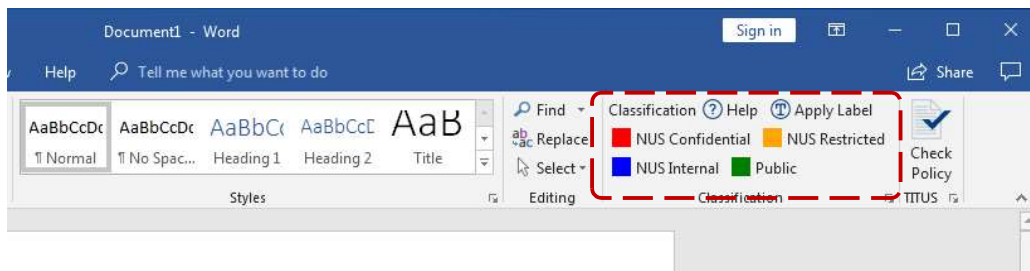 Document1 - Word
Sign in
Help
Tell me what you want to do
Share
AaBbCcDc AaBbCcDc AaBbCc AaBbCcD AaB
¶ Normal ¶ No Spac... Heading 1 Heading 2 Title
Styles
Find
Replace
Select
Editing
Classification ? Help T Apply Label
NUS Confidential NUS Restricted
NUS Internal Public
Classification
Check
Policy
TITUS